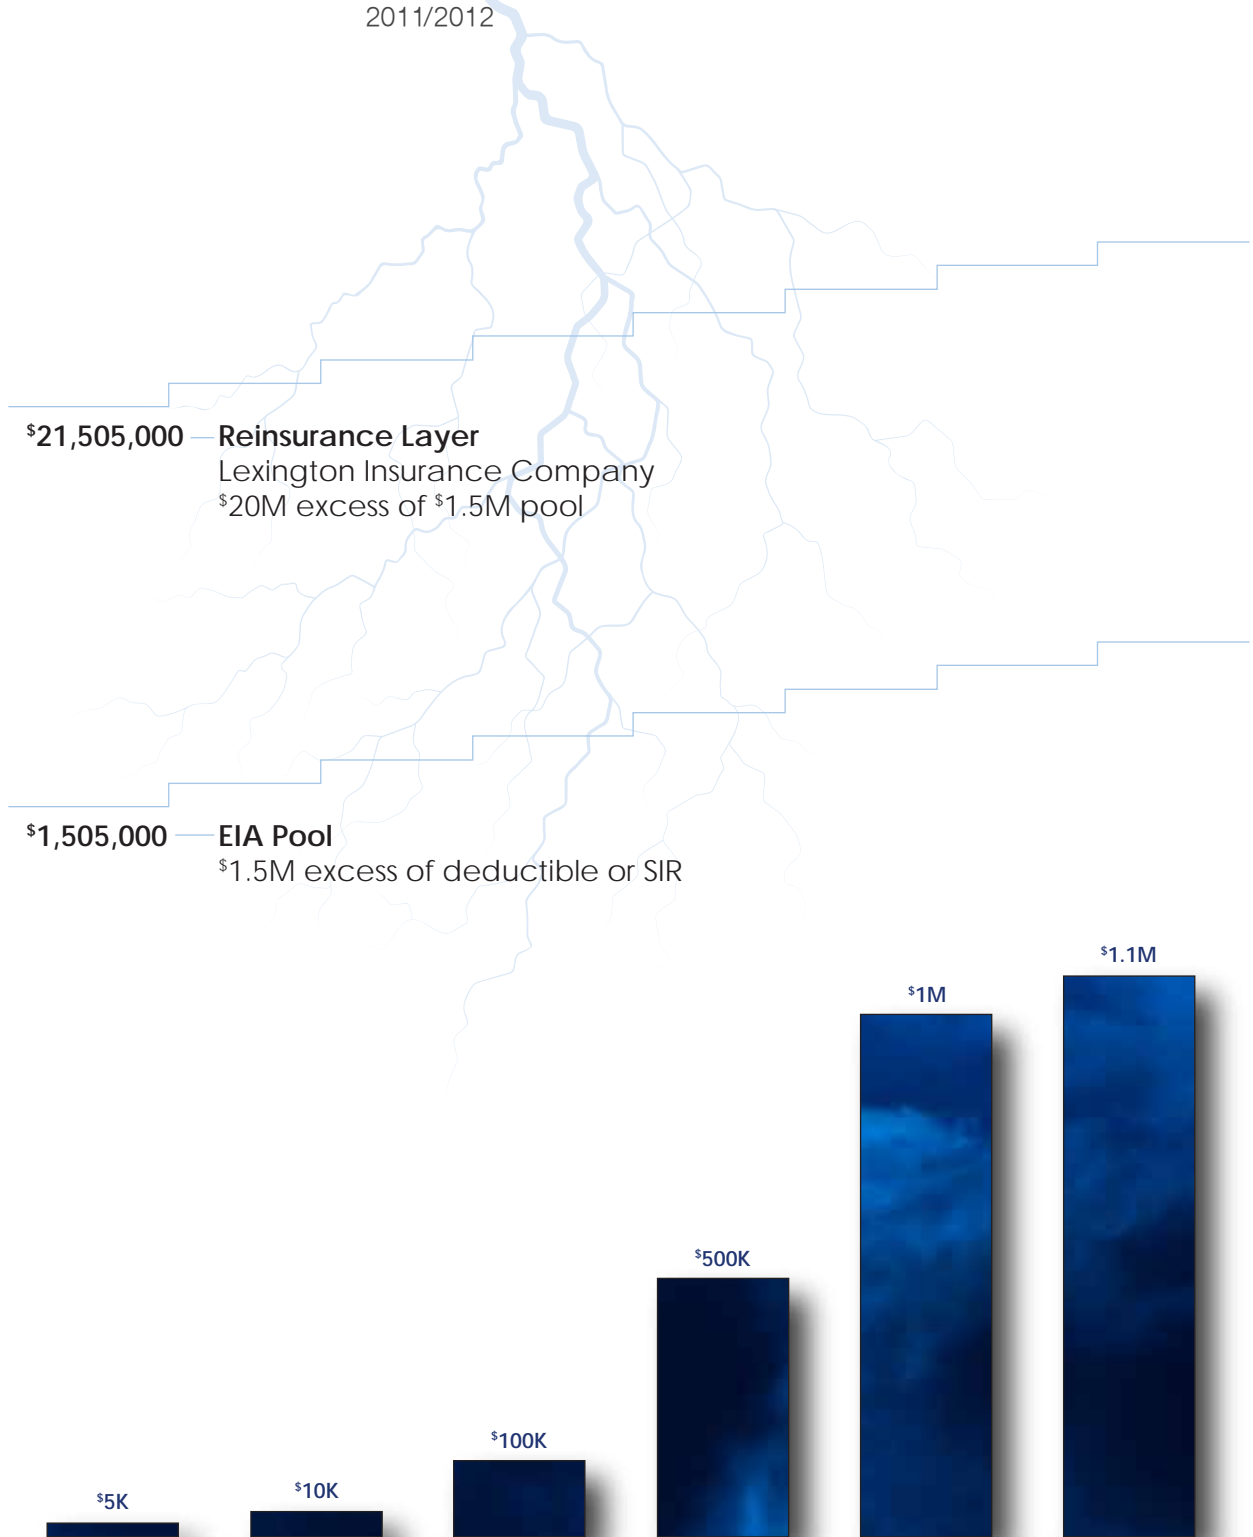 2011/2012
$21,505,000 Reinsurance Layer
Lexington Insurance Company
$20M excess of $1.5M pool
$1,505,000 EIA Pool
$1.5M excess of deductible or SIR
$1.1M
$1M
$500K
$100K
$10K
$5K